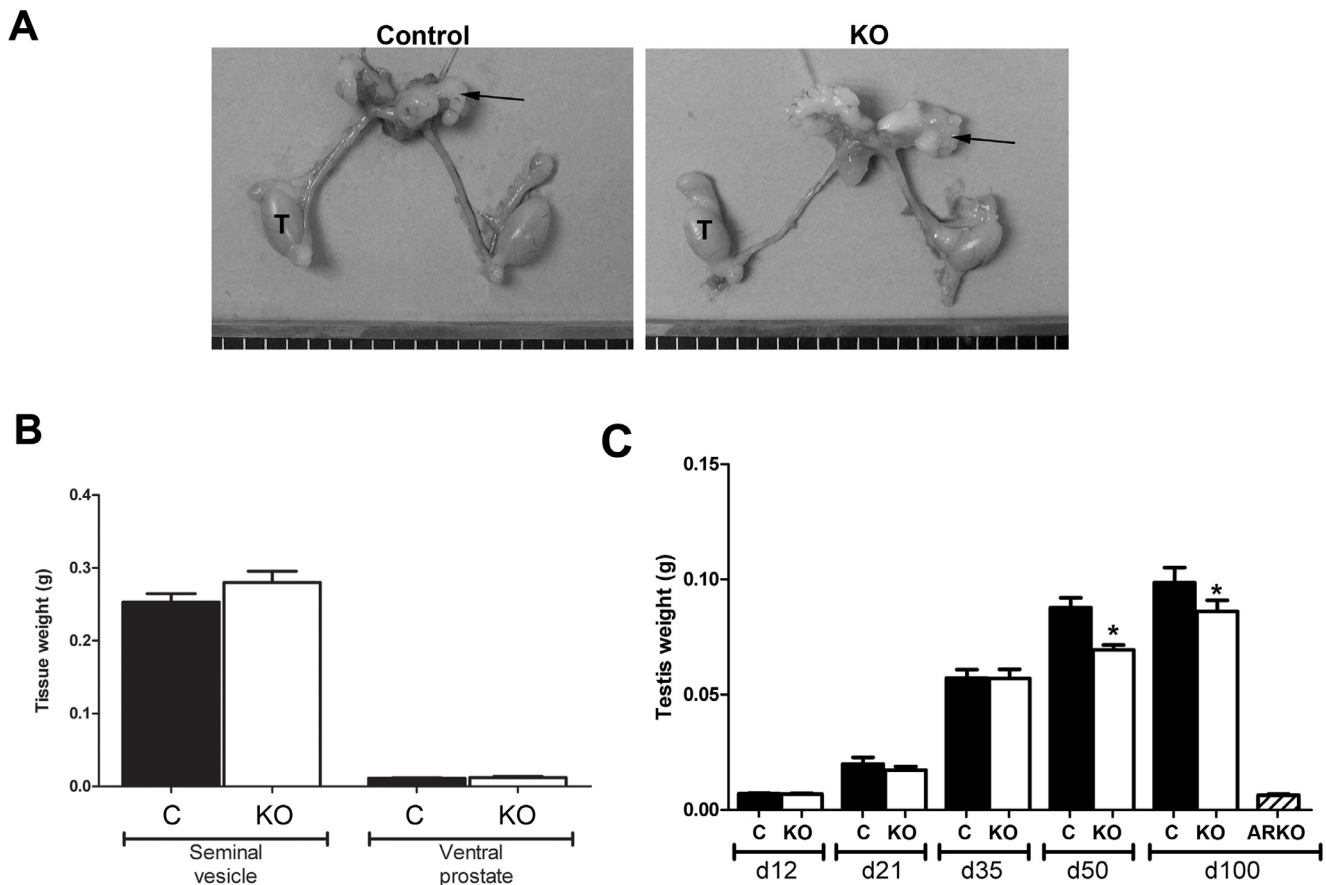 A
Control
KO
T
T
B
0.4
0.3
0.2
0.1
0.0
Tissue weight (g)
C KO C KO
Seminal
vesicle
Ventral
prostate
C
0.15
0.10
0.05
0.00
Testis weight (g)
*
*
C KO C KO C KO C KO C KO ARKO
d12 d21 d35 d50 d100